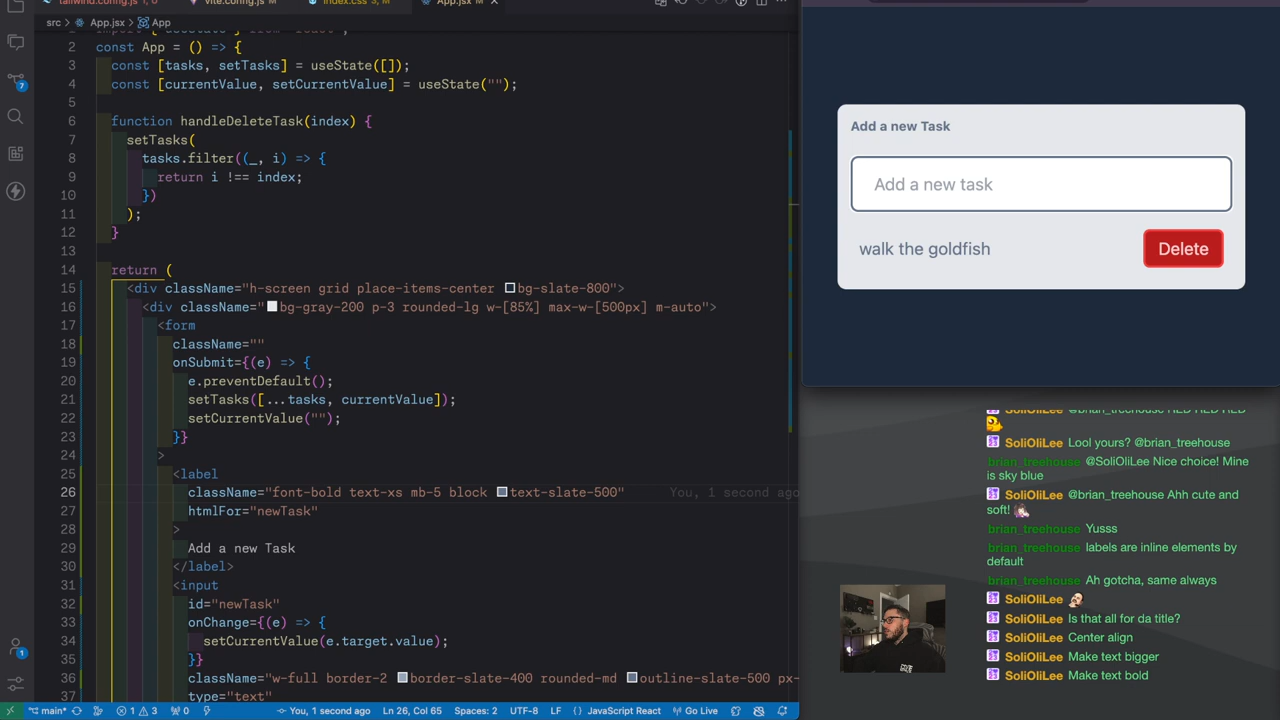 tailwind.config.js 1, U
vite.config.js M
index.css 3, M
App.jsx M
src > App.jsx > App
1 import { useState } from "react";
2 const App = () => {
3 const [tasks, setTasks] = useState([]);
4 const [currentValue, setCurrentValue] = useState("");
5
6 function handleDeleteTask(index) {
7 setTasks(
8 tasks.filter((_, i) => {
9 return i !== index;
10 })
11 );
12 }
13
14 return (
15 <div className="h-screen grid place-items-center bg-slate-800">
16 <div className="bg-gray-200 p-3 rounded-lg w-[85%] max-w-[500px] m-auto">
17 <form
18 className=""
19 onSubmit={(e) => {
20 e.preventDefault();
21 setTasks([...tasks, currentValue]);
22 setCurrentValue("");
23 }}
24 >
25 <label
26 className="font-bold text-xs mb-5 block text-slate-500" You, 1 second ago
27 htmlFor="newTask"
28 >
29 Add a new Task
30 </label>
31 <input
32 id="newTask"
33 onChange={(e) => {
34 setCurrentValue(e.target.value);
35 }}
36 className="w-full border-2 border-slate-400 rounded-md outline-slate-500 px-
37 type="text"
7
1
main* 1 3 0 You, 1 second ago Ln 26, Col 65 Spaces: 2 UTF-8 LF {} JavaScript React Go Live
Add a new Task
Add a new task
walk the goldfish
Delete
SoliOliLee @brian_treehouse RED RED RED
SoliOliLee Lool yours? @brian_treehouse
brian_treehouse @SoliOliLee Nice choice! Mine
is sky blue
SoliOliLee @brian_treehouse Ahh cute and
soft!
brian_treehouse Yusss
brian_treehouse labels are inline elements by
default
brian_treehouse Ah gotcha, same always
SoliOliLee
SoliOliLee Is that all for da title?
SoliOliLee Center align
SoliOliLee Make text bigger
SoliOliLee Make text bold